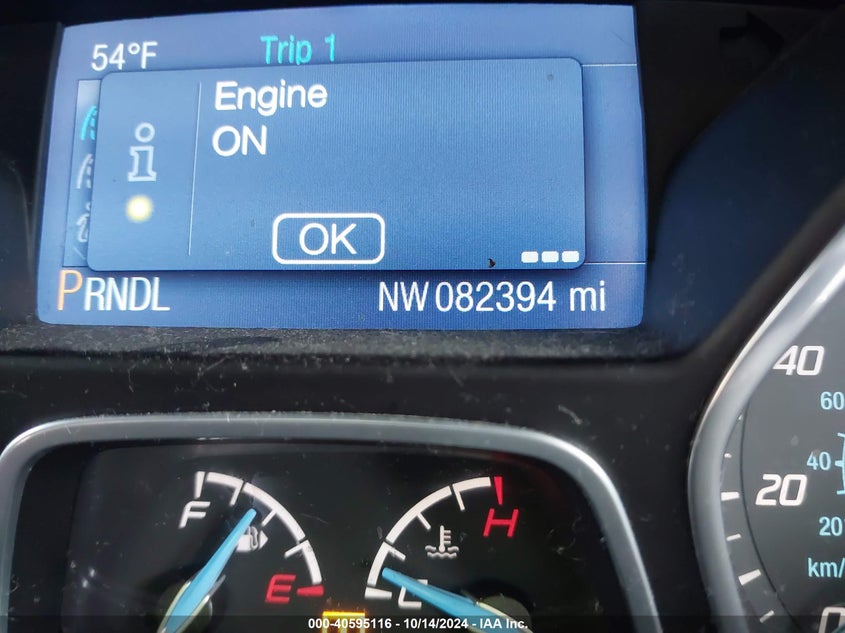 54°F Trip 1
Engine
ON
OK
PRNDL NW 082394 mi
F
E
H
C
40
20
0
60
40
20
km/
000-40595116 - 10/14/2024 - IAA Inc.